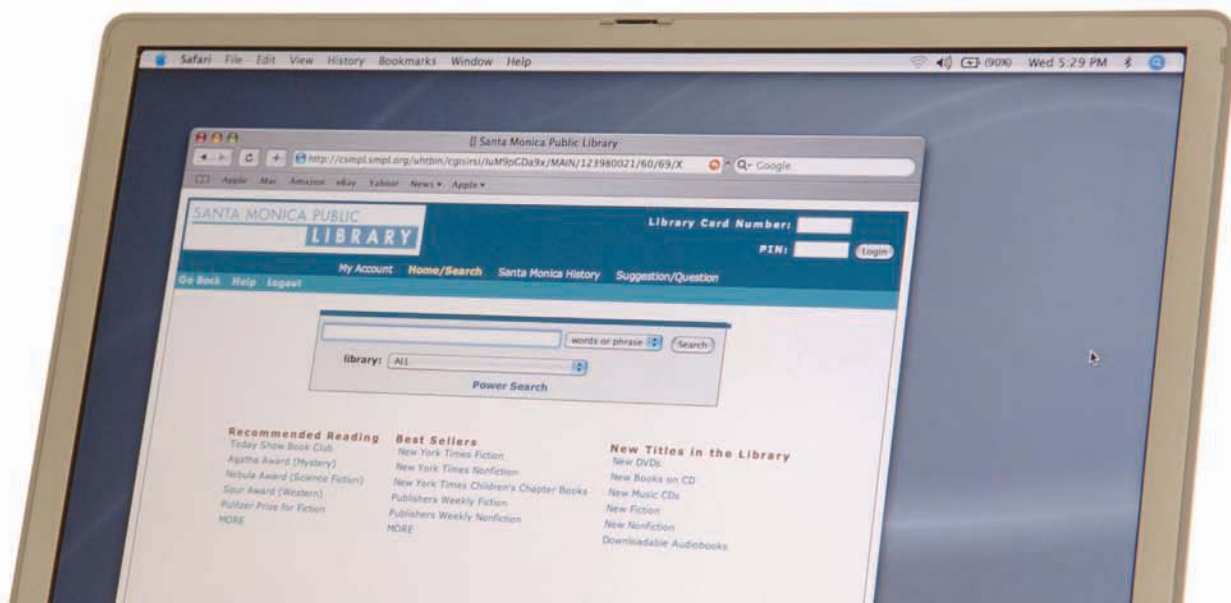 Safari File Edit View History Bookmarks Window Help (90%) Wed 5:29 PM
Santa Monica Public Library
Google
Apple Mac Amazon eBay Yahoo! News Apple
SANTA MONICA PUBLIC
LIBRARY
Library Card Number:
PIN: Login
My Account Home/Search Santa Monica History Suggestion/Question
Go Back Help Logout
words or phrase Search
library: ALL
Power Search
Recommended Reading
Today Show Book Club
Agatha Award (Mystery)
Nebula Award (Science Fiction)
Spur Award (Western)
Pulitzer Prize for Fiction
MORE
Best Sellers
New York Times Fiction
New York Times Nonfiction
New York Times Children's Chapter Books
Publishers Weekly Fiction
Publishers Weekly Nonfiction
MORE
New Titles in the Library
New DVDs
New Books on CD
New Music CDs
New Fiction
New Nonfiction
Downloadable Audiobooks